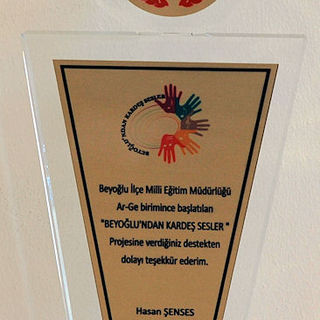 BEYOĞLU'NDAN KARDEŞ SESLER
Beyoğlu İlçe Milli Eğitim Müdürlüğü
Ar-Ge birimince başlatılan
"BEYOĞLU'NDAN KARDEŞ SESLER "
Projesine verdiğiniz destekten
dolayı teşekkür ederim.
Hasan ŞENSES